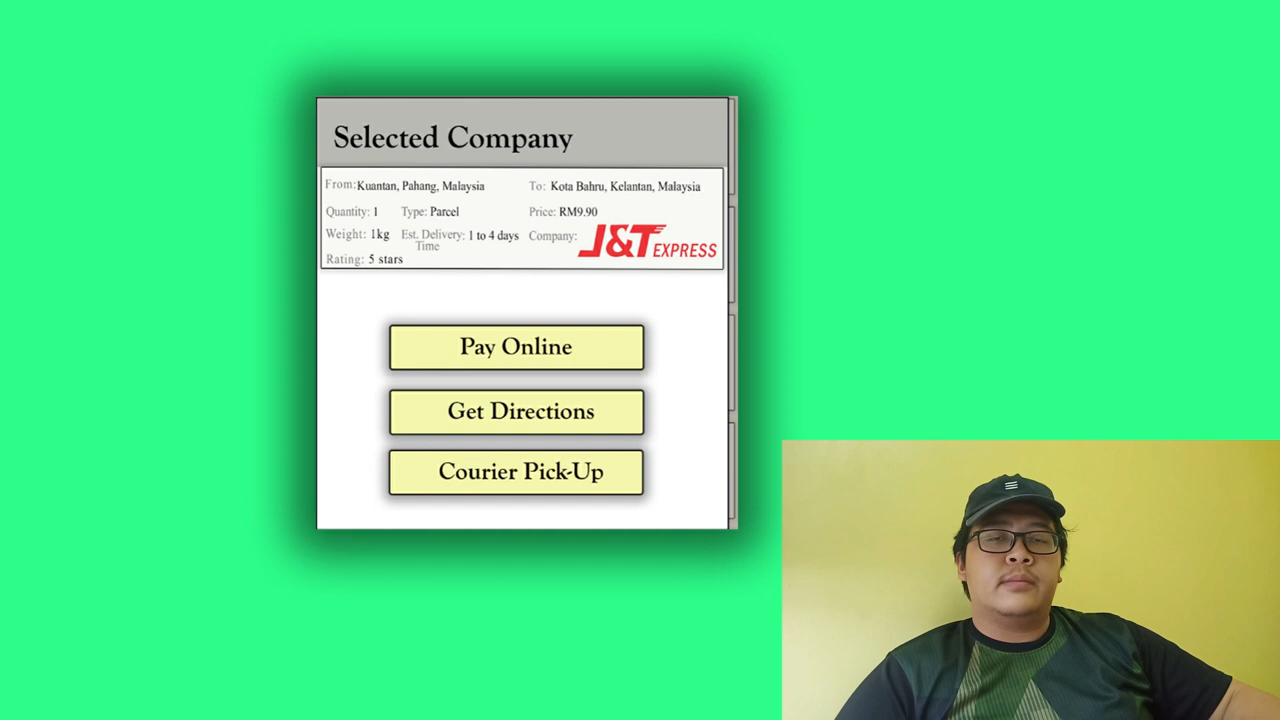 Selected Company
From: Kuantan, Pahang, Malaysia To: Kota Bahru, Kelantan, Malaysia
Quantity: 1 Type: Parcel Price: RM9.90
Weight: 1kg Est. Delivery: 1 to 4 days Company: J&T EXPRESS
Time
Rating: 5 stars
Pay Online
Get Directions
Courier Pick-Up